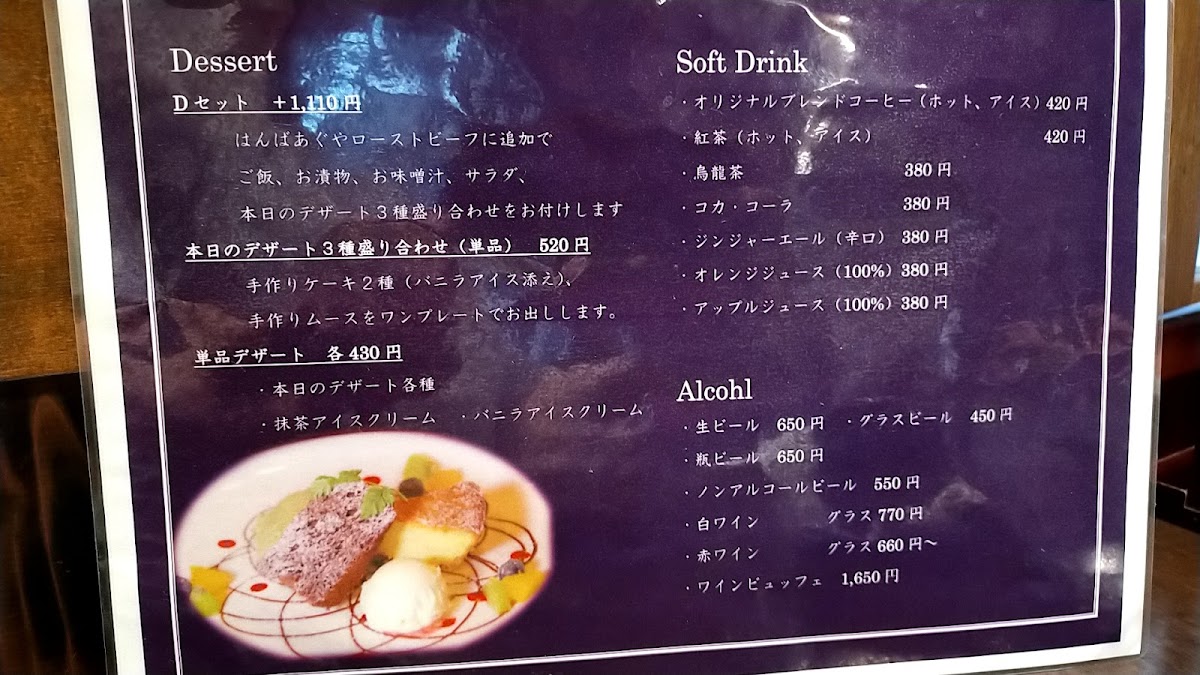 Dessert
Dセット　＋1,110円
はんばあぐやローストビーフに追加で
ご飯、お漬物、お味噌汁、サラダ、
本日のデザート３種盛り合わせをお付けします
本日のデザート３種盛り合わせ（単品）　520円
手作りケーキ２種（バニラアイス添え）、
手作りムースをワンプレートでお出しします。
単品デザート　各430円
・本日のデザート各種
・抹茶アイスクリーム　・バニラアイスクリーム
Soft Drink
・オリジナルブレンドコーヒー（ホット、アイス）420円
・紅茶（ホット、アイス）　420円
・烏龍茶　380円
・コカ・コーラ　380円
・ジンジャーエール（辛口）　380円
・オレンジジュース（100%）380円
・アップルジュース（100%）380円
Alcohl
・生ビール　650円　・グラスビール　450円
・瓶ビール　650円
・ノンアルコールビール　550円
・白ワイン　グラス770円
・赤ワイン　グラス660円～
・ワインビュッフェ　1,650円